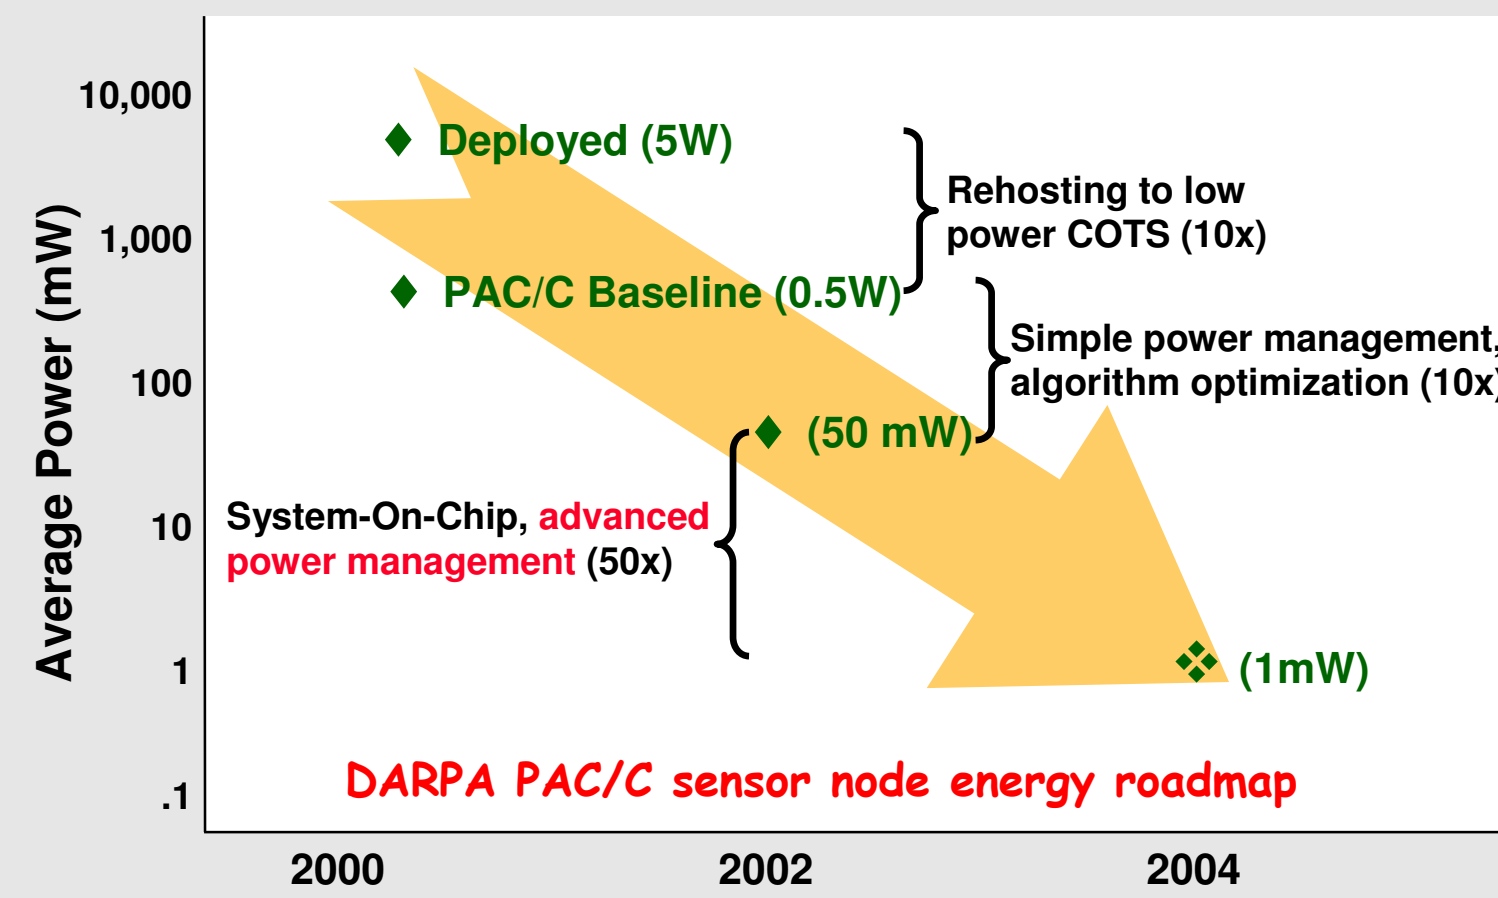 Average Power (mW)
10,000
1,000
100
10
1
.1
Deployed (5W)
Rehosting to low
power COTS (10x)
PAC/C Baseline (0.5W)
Simple power management,
algorithm optimization (10x)
(50 mW)
System-On-Chip, advanced
power management (50x)
(1mW)
DARPA PAC/C sensor node energy roadmap
2000
2002
2004